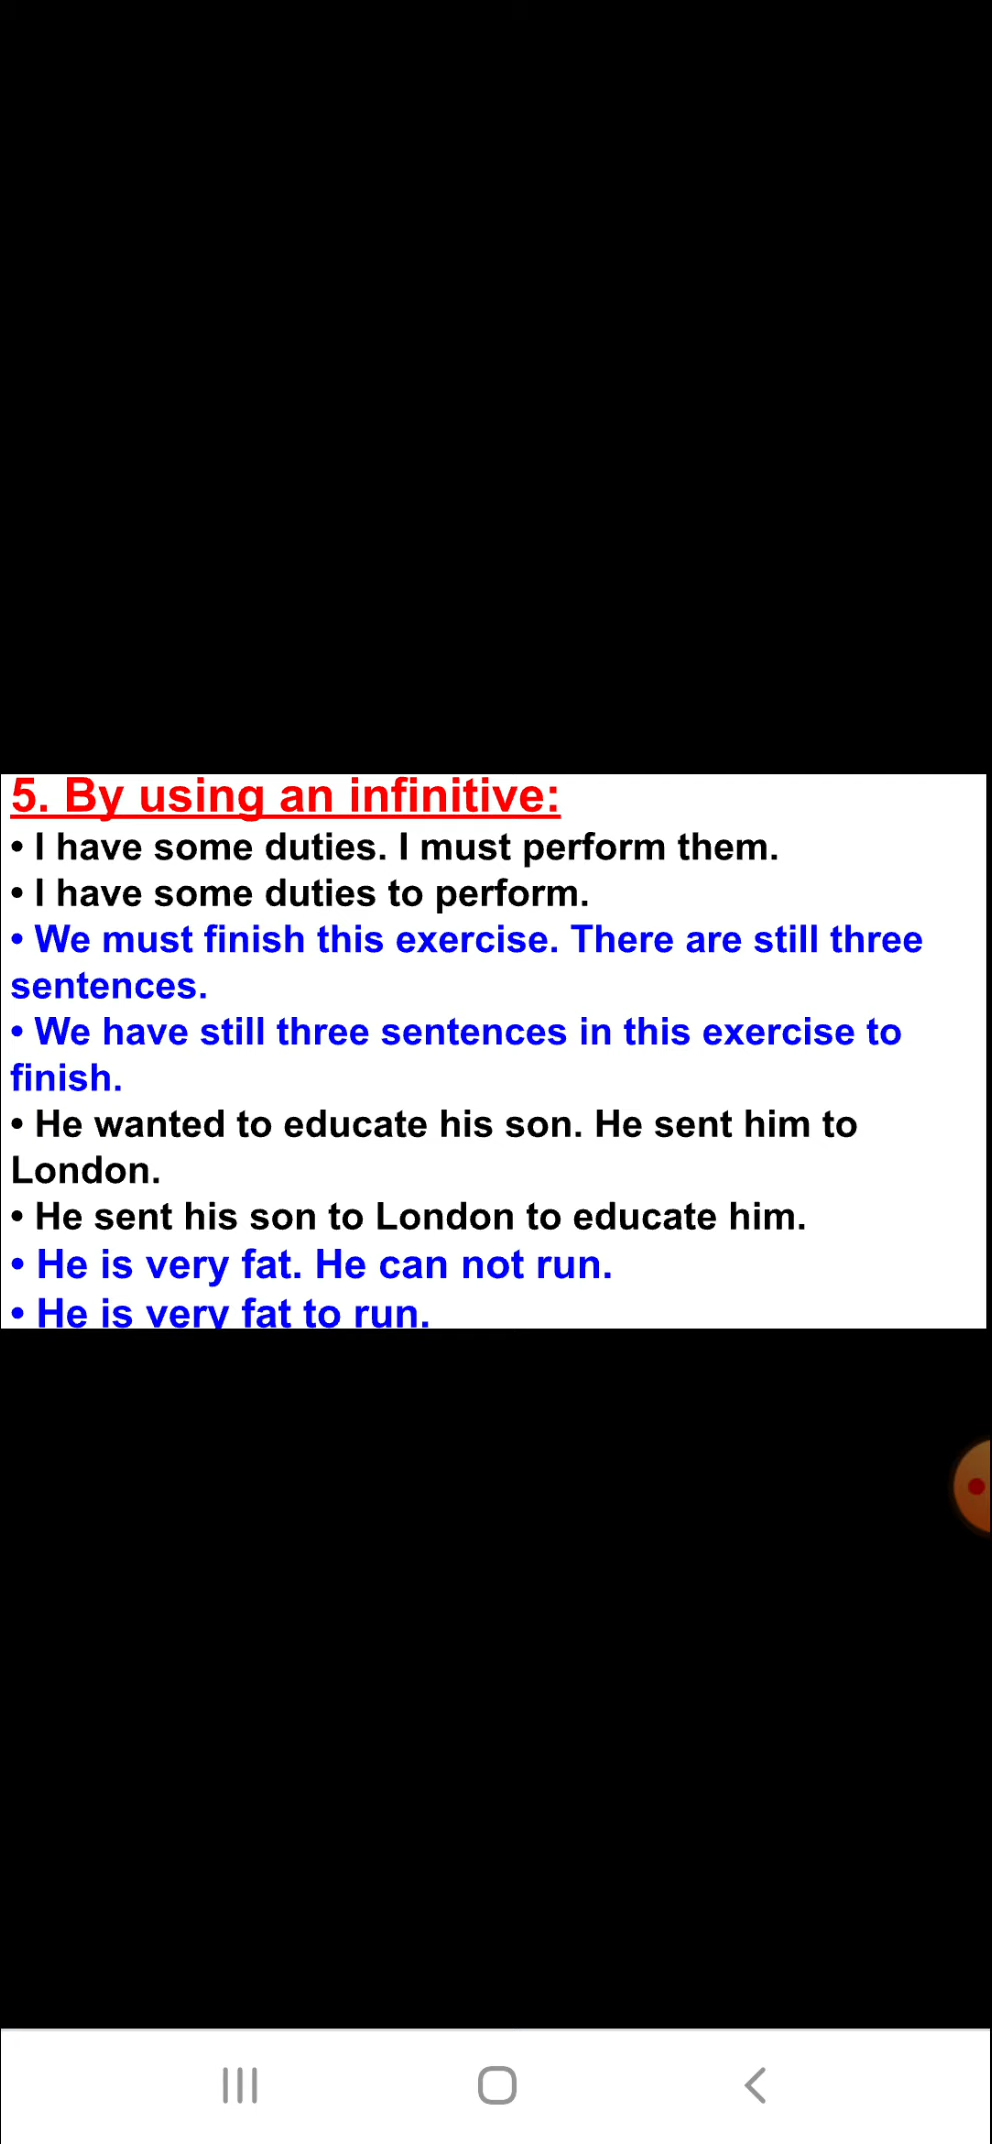 5. By using an infinitive:
• I have some duties. I must perform them.
• I have some duties to perform.
• We must finish this exercise. There are still three
sentences.
• We have still three sentences in this exercise to
finish.
• He wanted to educate his son. He sent him to
London.
• He sent his son to London to educate him.
• He is very fat. He can not run.
• He is very fat to run.